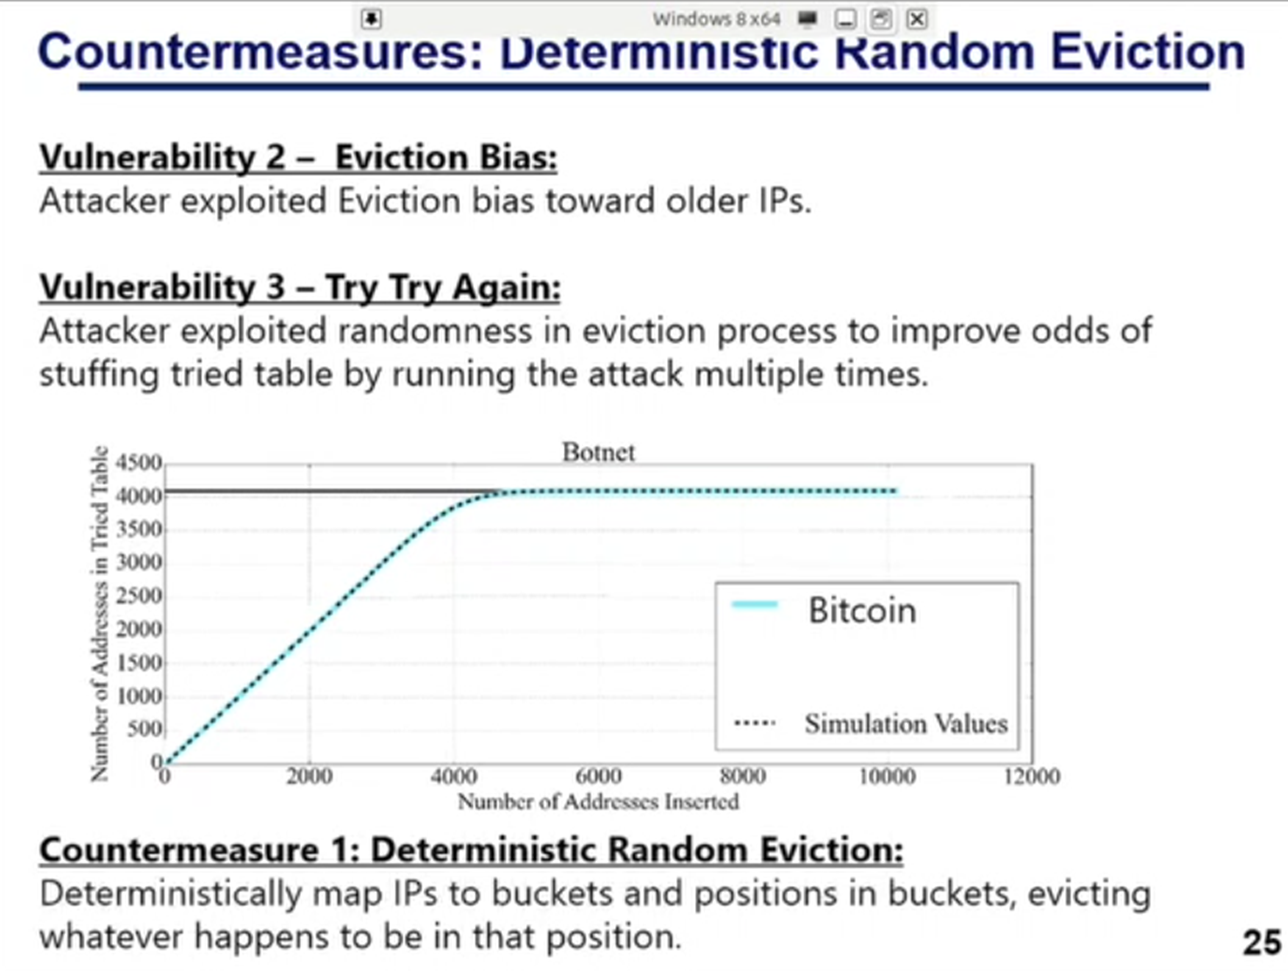 Windows 8 x64
Countermeasures: Deterministic Random Eviction
Vulnerability 2 – Eviction Bias:
Attacker exploited Eviction bias toward older IPs.
Vulnerability 3 – Try Try Again:
Attacker exploited randomness in eviction process to improve odds of
stuffing tried table by running the attack multiple times.
Botnet
Number of Addresses in Tried Table
4500
4000
3500
3000
2500
2000
1500
1000
500
0
Bitcoin
Simulation Values
0 2000 4000 6000 8000 10000 12000
Number of Addresses Inserted
Countermeasure 1: Deterministic Random Eviction:
Deterministically map IPs to buckets and positions in buckets, evicting
whatever happens to be in that position.
25